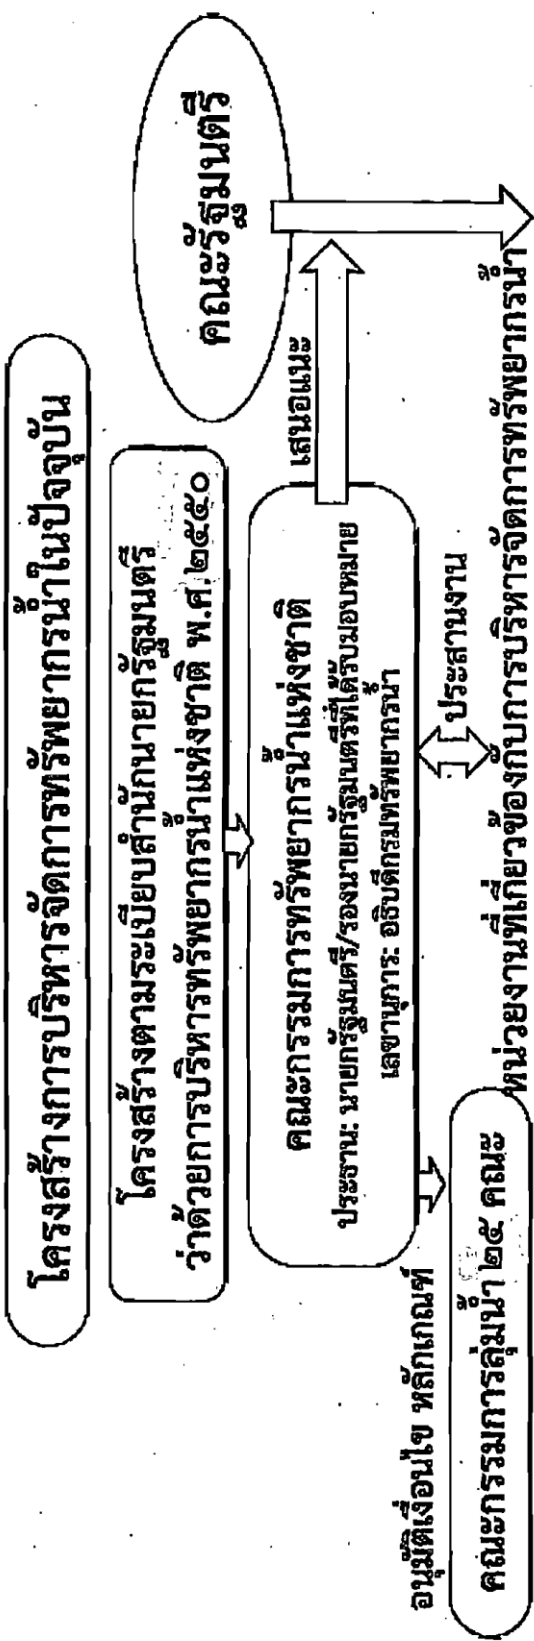 โครงสร้างการบริหารจัดการทรัพยากรน้ำในปัจจุบัน
โครงสร้างตามระเบียบสำนักนายกรัฐมนตรี
ว่าด้วยการบริหารทรัพยากรน้ำแห่งชาติ พ.ศ. ๒๕๕๐
คณะรัฐมนตรี
คณะกรรมการทรัพยากรน้ำแห่งชาติ
ประธาน: นายกรัฐมนตรี/รองนายกรัฐมนตรีที่ได้รับมอบหมาย
เลขานุการ: อธิบดีกรมทรัพยากรน้ำ
เสนอแนะ
อนุมัติเงื่อนไข หลักเกณฑ์
ประสานงาน
คณะกรรมการลุ่มน้ำ ๒๕ คณะ
หน่วยงานที่เกี่ยวข้องกับการบริหารจัดการทรัพยากรน้ำ